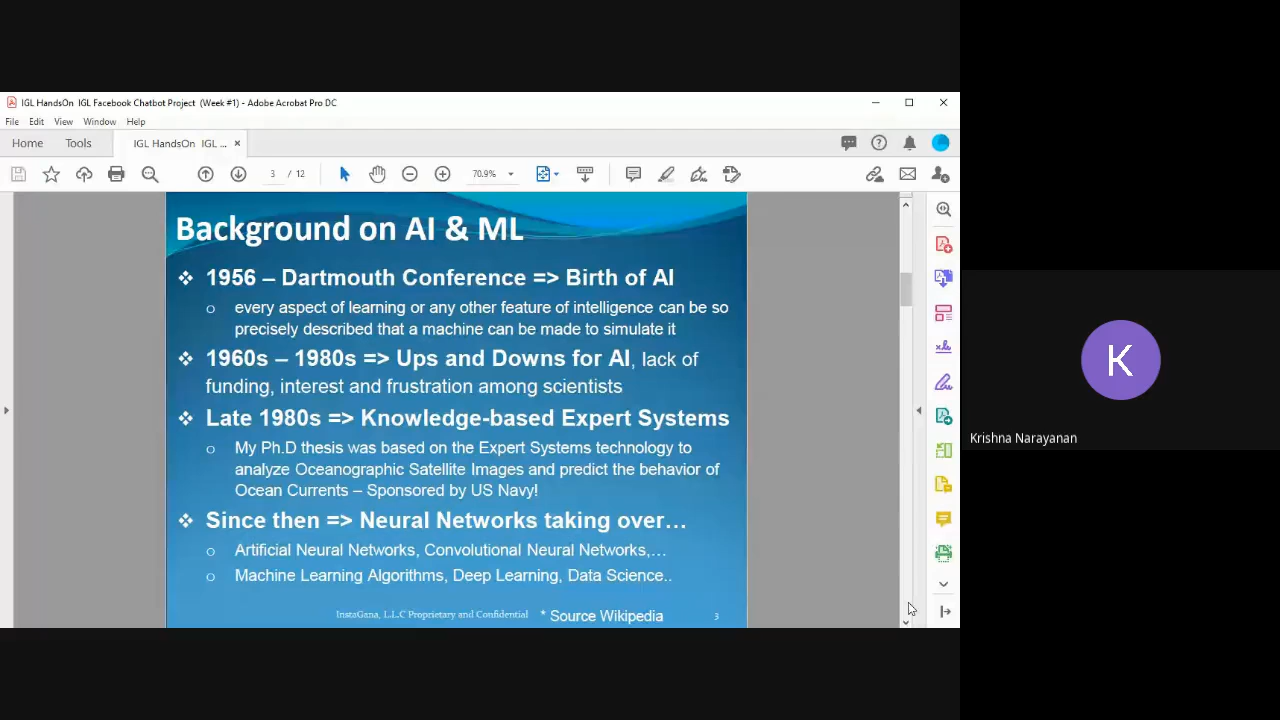 IGL HandsOn IGL Facebook Chatbot Project (Week #1) - Adobe Acrobat Pro DC
File Edit View Window Help
Home Tools IGL HandsOn IGL ... ×
3 / 12 70.9%
Background on AI & ML
❖ 1956 – Dartmouth Conference => Birth of AI
o every aspect of learning or any other feature of intelligence can be so
precisely described that a machine can be made to simulate it
❖ 1960s – 1980s => Ups and Downs for AI, lack of
funding, interest and frustration among scientists
❖ Late 1980s => Knowledge-based Expert Systems
o My Ph.D thesis was based on the Expert Systems technology to
analyze Oceanographic Satellite Images and predict the behavior of
Ocean Currents – Sponsored by US Navy!
❖ Since then => Neural Networks taking over…
o Artificial Neural Networks, Convolutional Neural Networks,…
o Machine Learning Algorithms, Deep Learning, Data Science..
InstaGana, L.L.C Proprietary and Confidential * Source Wikipedia 3
K
Krishna Narayanan